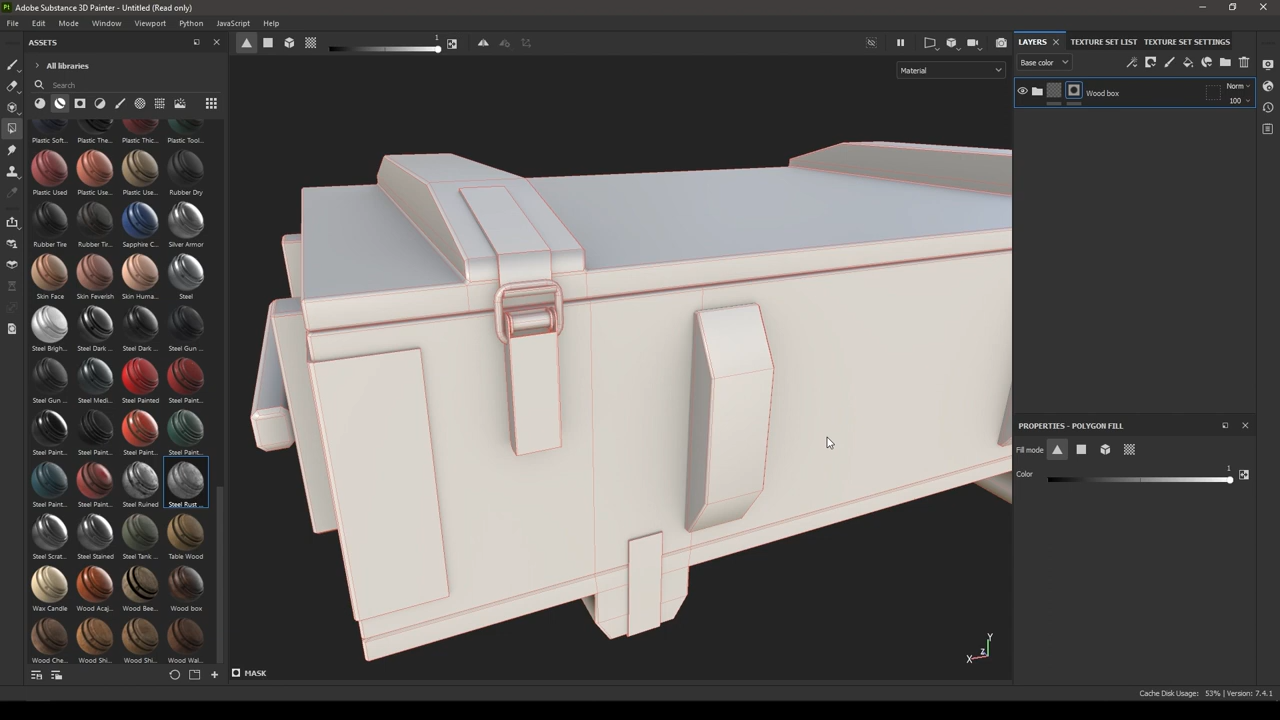 Adobe Substance 3D Painter - Untitled (Read only)
File Edit Mode Window Viewport Python JavaScript Help
ASSETS
1
LAYERS TEXTURE SET LIST TEXTURE SET SETTINGS
All libraries
Base color
Material
Search
Norm
Wood box
100
Plastic Soft... Plastic The... Plastic Thic... Plastic Tool...
Plastic Used Plastic Use... Plastic Use... Rubber Dry
Rubber Tire Rubber Tir... Sapphire C... Silver Armor
Skin Face Skin Feverish Skin Huma... Steel
Steel Brigh... Steel Dark ... Steel Dark ... Steel Gun ...
Steel Gun ... Steel Medi... Steel Painted Steel Paint...
Steel Paint... Steel Paint... Steel Paint... Steel Paint...
Steel Paint... Steel Paint... Steel Ruined Steel Rust ...
Steel Scrat... Steel Stained Steel Tank ... Table Wood
Wax Candle Wood Acaj... Wood Bee... Wood box
Wood Che... Wood Shi... Wood Shi... Wood Wal...
PROPERTIES - POLYGON FILL
Fill mode
Color
1
Y
Z
X
MASK
Cache Disk Usage: 53% | Version: 7.4.1